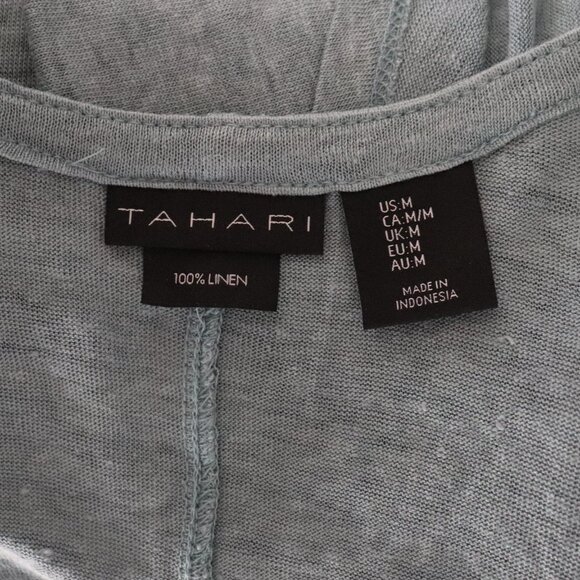 TAHARI
100% LINEN
US:M
CA:M/M
UK:M
EU:M
AU:M
MADE IN
INDONESIA